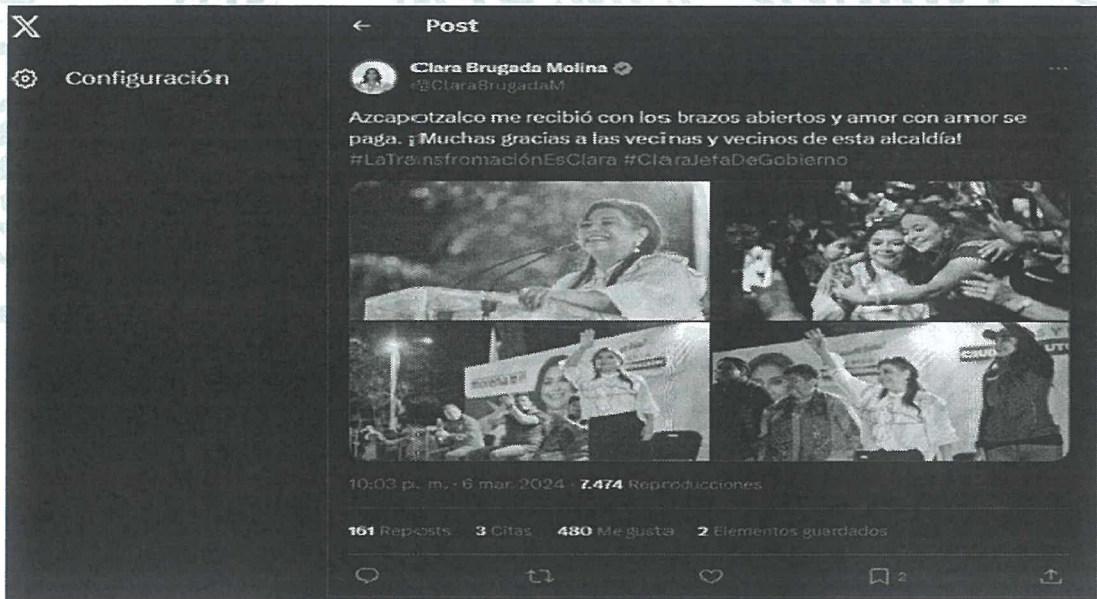 Post
Configuración
Clara Brugada Molina
@ClaraBrugadaM
Azcapotzalco me recibió con los brazos abiertos y amor con amor se
paga. ¡Muchas gracias a las vecinas y vecinos de esta alcaldía!
#LaTransfromaciónEsClara #ClaraJefaDeGobierno
morena
10:03 p. m. · 6 mar. 2024 · 7.474 Reproducciones
161 Reposts 3 Citas 480 Me gusta 2 Elementos guardados
2